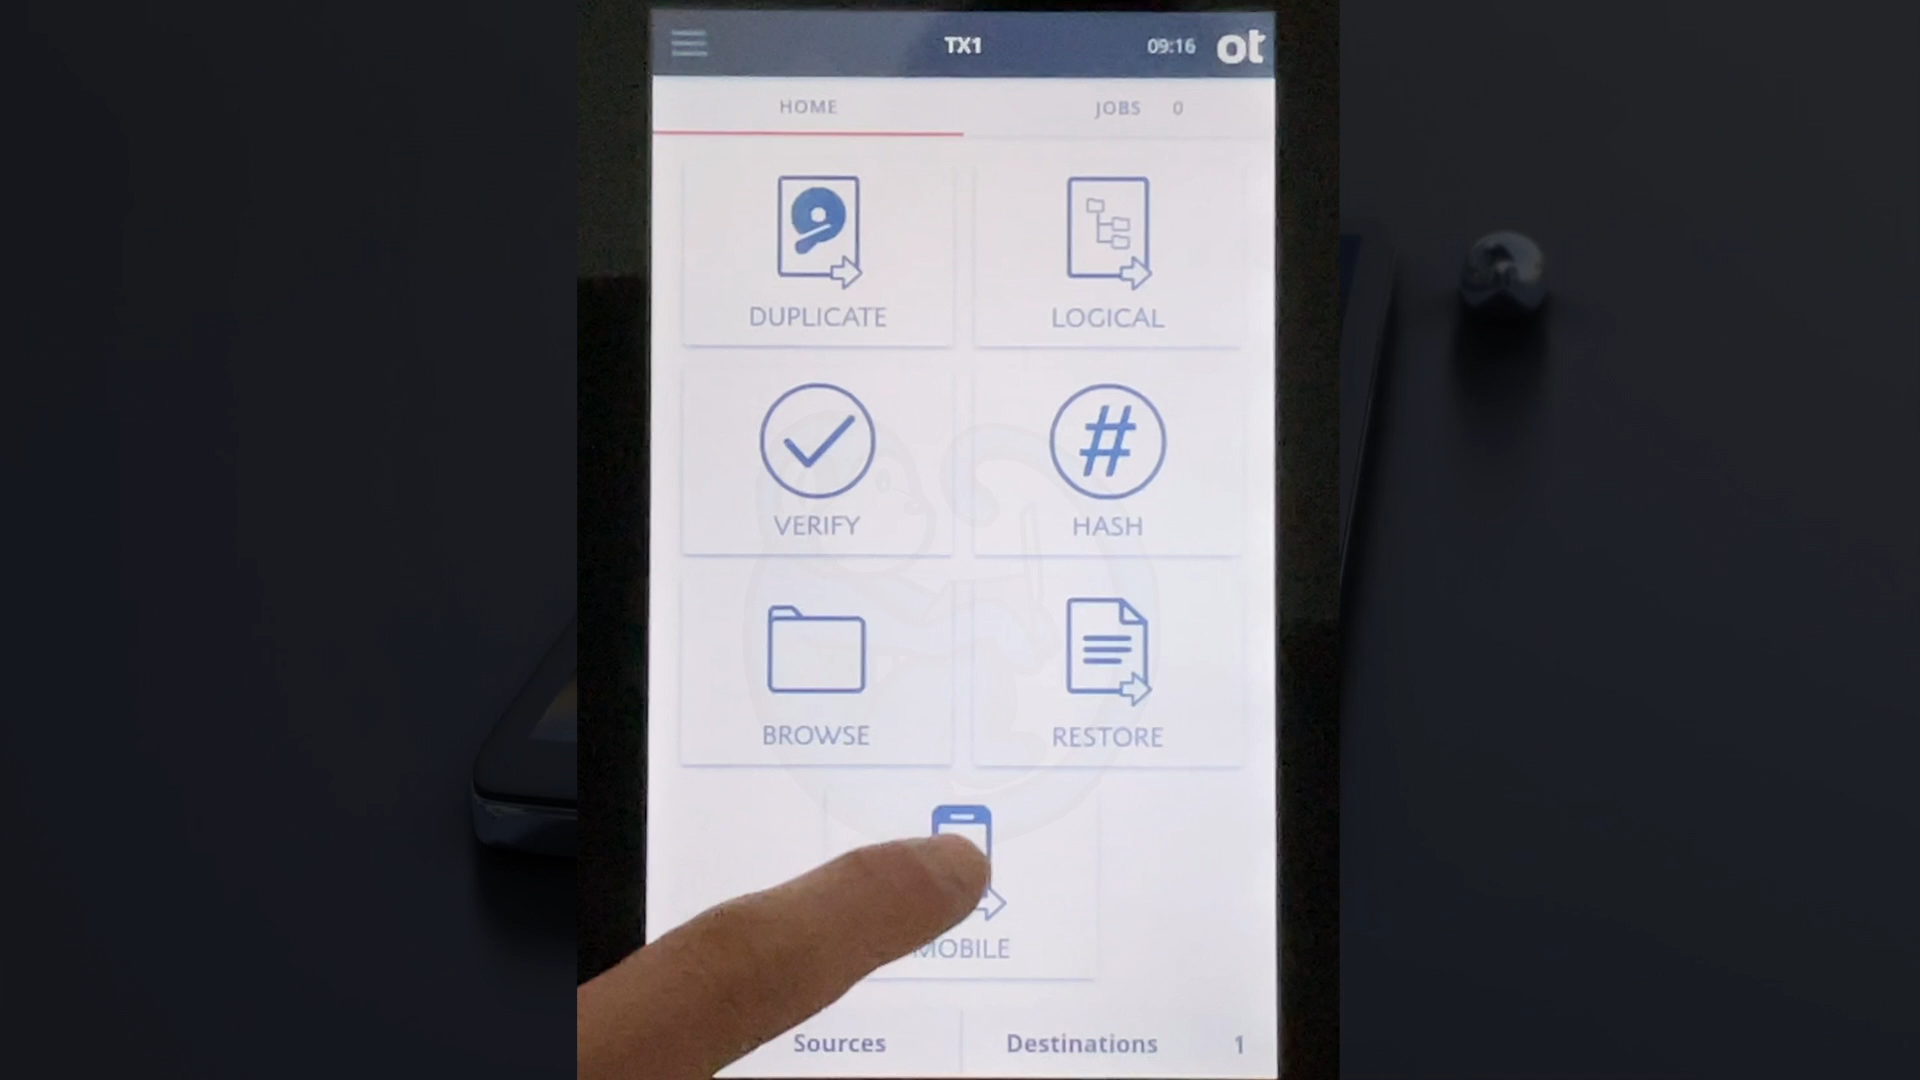 TX1
09:16
ot
HOME
JOBS 0
DUPLICATE
LOGICAL
VERIFY
#
HASH
BROWSE
RESTORE
MOBILE
Sources
Destinations 1